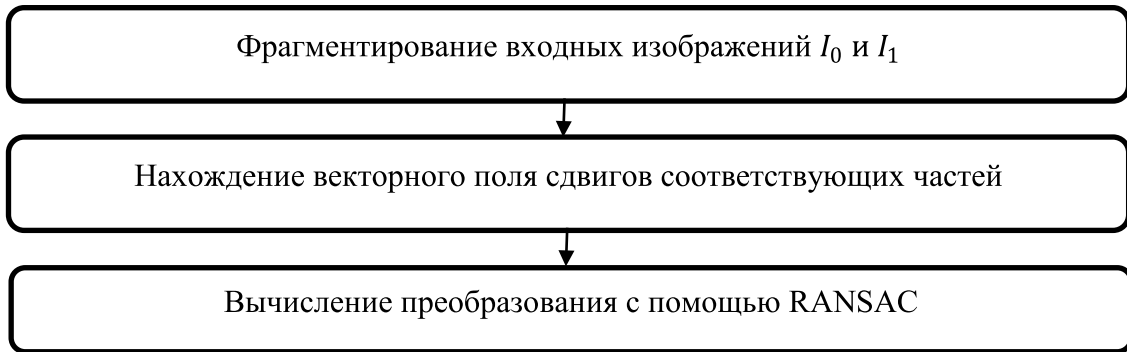 Фрагментирование входных изображений I₀ и I₁
Нахождение векторного поля сдвигов соответствующих частей
Вычисление преобразования с помощью RANSAC